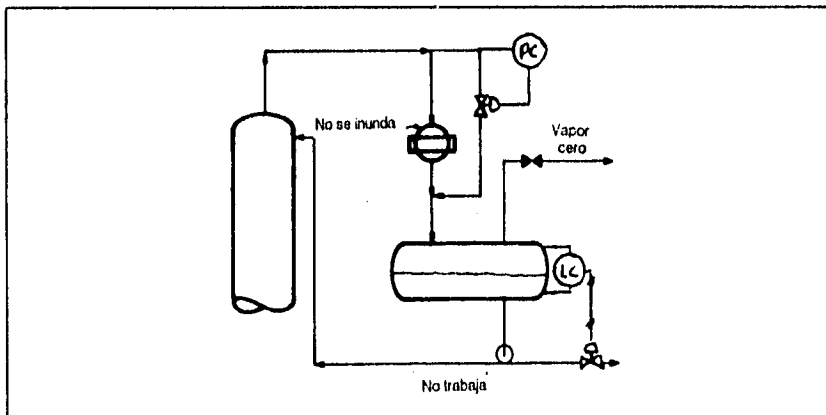 PC
No se inunda
Vapor
cero
LC
No trabaja